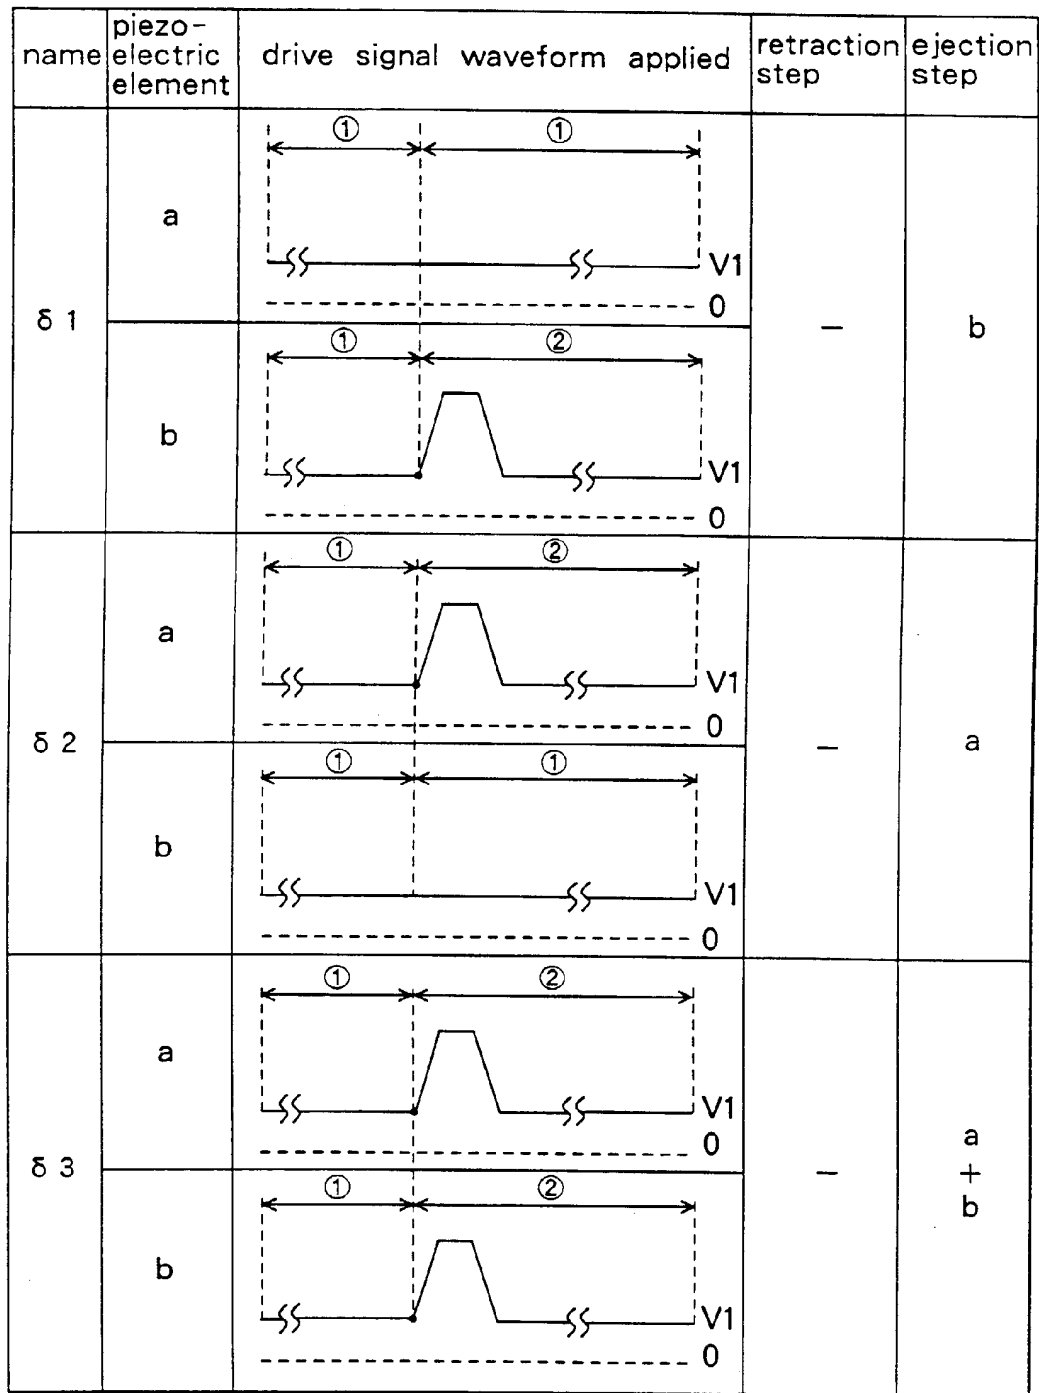 name
piezo-
electric
element
drive signal waveform applied
retraction
step
ejection
step
δ 1
a
① ①
V1
0
b
① ②
V1
0
–
b
δ 2
a
① ②
V1
0
b
① ①
V1
0
–
a
δ 3
a
① ②
V1
0
b
① ②
V1
0
–
a
+
b